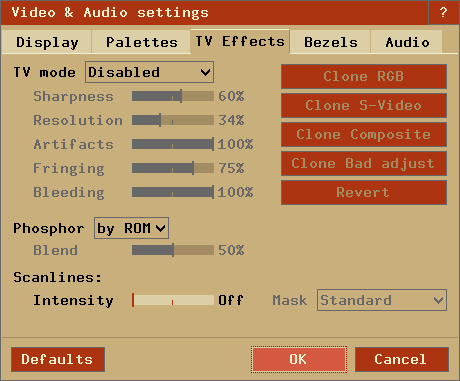 Video & Audio settings ?
Display Palettes TV Effects Bezels Audio
TV mode Disabled Clone RGB
Sharpness 60%
Clone S-Video
Resolution 34%
Clone Composite
Artifacts 100%
Fringing 75% Clone Bad adjust
Bleeding 100% Revert
Phosphor by ROM
Blend 50%
Scanlines:
Intensity Off Mask Standard
Defaults OK Cancel